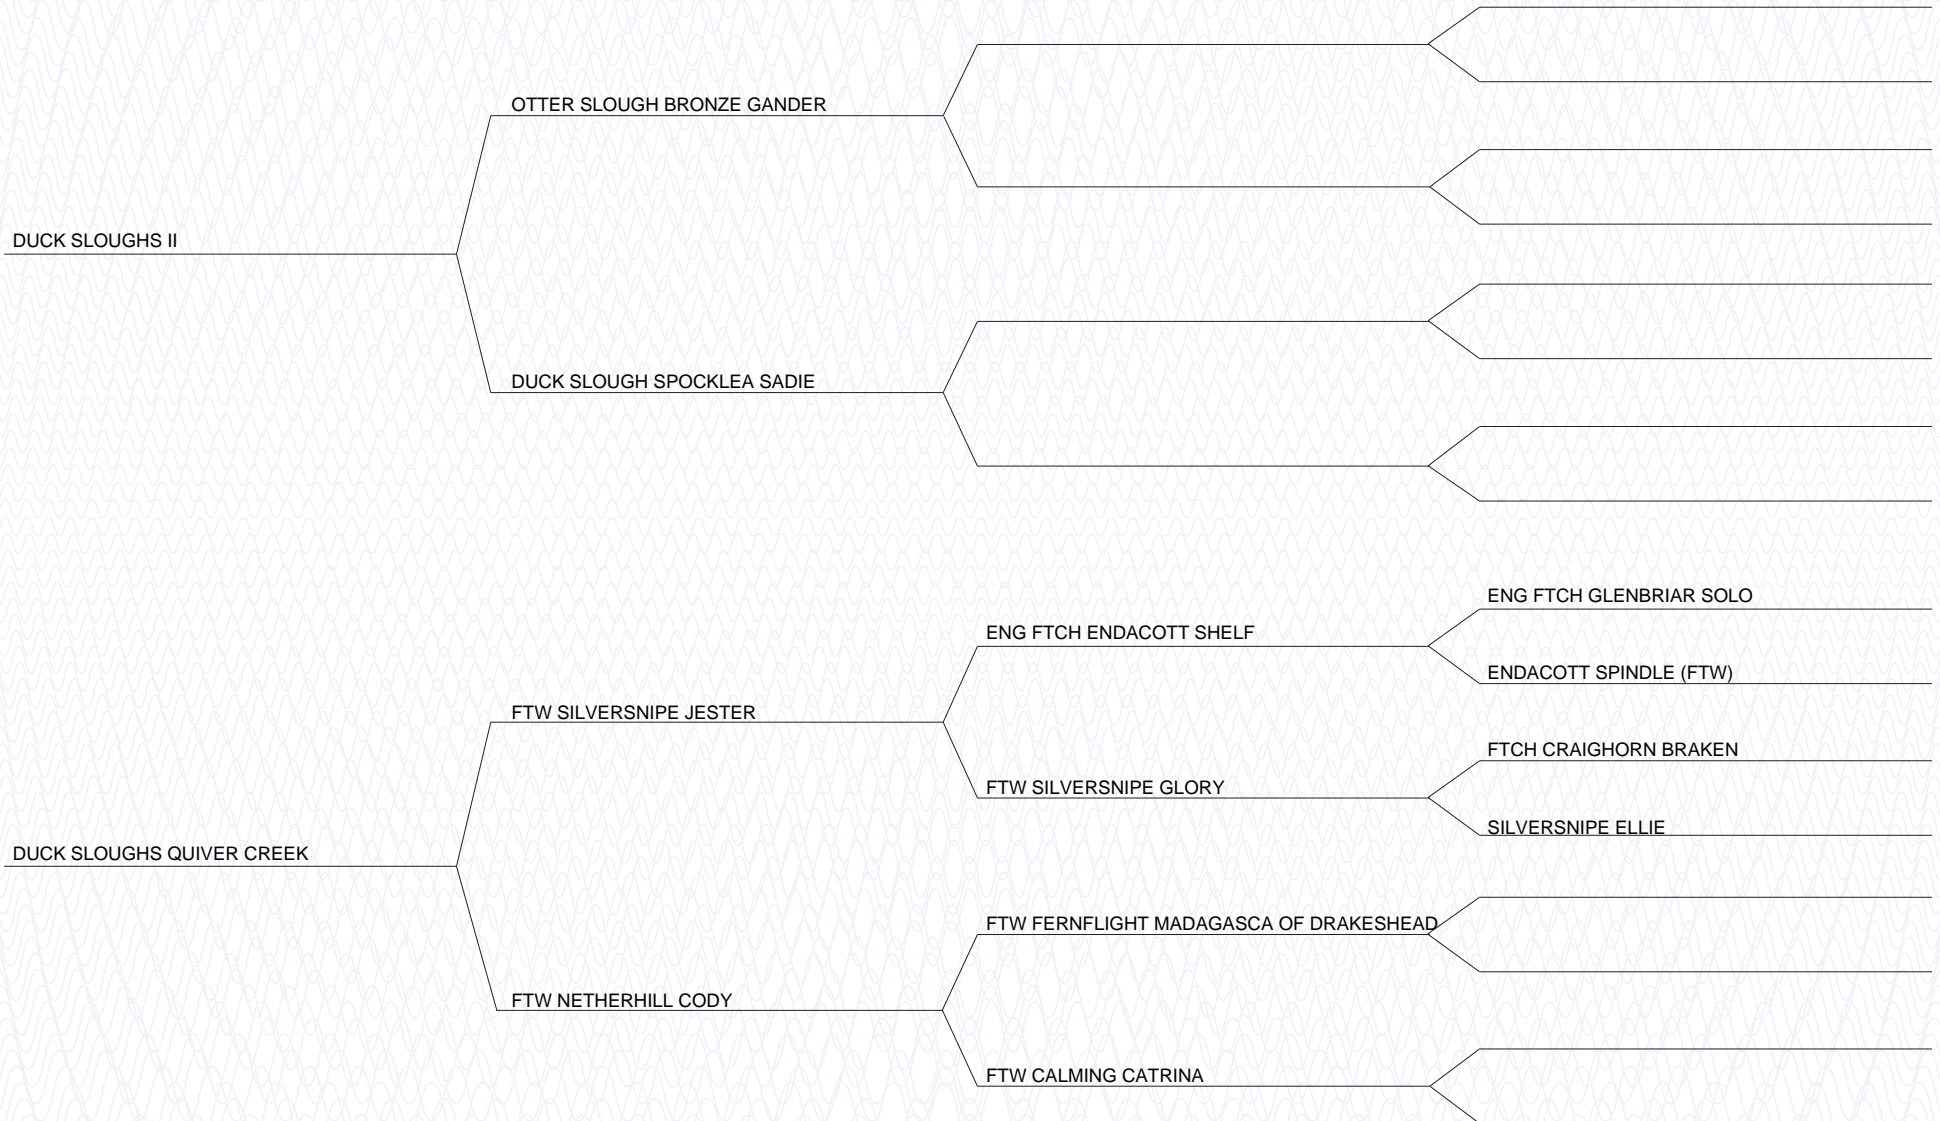 OTTER SLOUGH BRONZE GANDER
DUCK SLOUGHS II
DUCK SLOUGH SPOCKLEA SADIE
ENG FTCH GLENBRIAR SOLO
ENG FTCH ENDACOTT SHELF
ENDACOTT SPINDLE (FTW)
FTW SILVERSNIPE JESTER
FTCH CRAIGHORN BRAKEN
FTW SILVERSNIPE GLORY
SILVERSNIPE ELLIE
DUCK SLOUGHS QUIVER CREEK
FTW FERNFLIGHT MADAGASCA OF DRAKESHEAD
FTW NETHERHILL CODY
FTW CALMING CATRINA